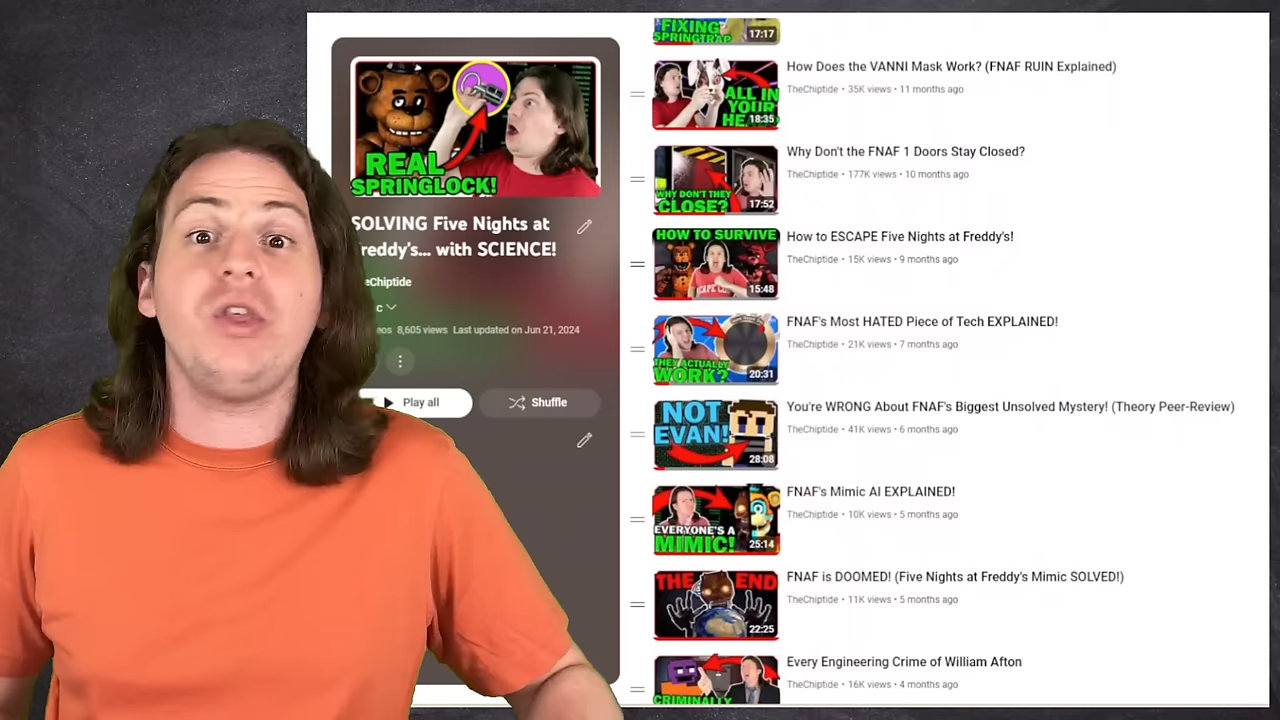 REAL
SPRINGLOCK!
SOLVING Five Nights at
reddy's... with SCIENCE!
eChiptide
c
eos 8,605 views Last updated on Jun 21, 2024
Play all
Shuffle
FIXING
SPRINGTRAP
17:17
ALL IN
YOUR
HE
18:35
How Does the VANNI Mask Work? (FNAF RUIN Explained)
TheChiptide • 35K views • 11 months ago
WHY DON'T THEY
CLOSE?
17:52
Why Don't the FNAF 1 Doors Stay Closed?
TheChiptide • 177K views • 10 months ago
HOW TO SURVIVE
15:48
How to ESCAPE Five Nights at Freddy's!
TheChiptide • 15K views • 9 months ago
THEY ACTUALLY
WORK?
20:31
FNAF's Most HATED Piece of Tech EXPLAINED!
TheChiptide • 21K views • 7 months ago
NOT
EVAN!
28:08
You're WRONG About FNAF's Biggest Unsolved Mystery! (Theory Peer-Review)
TheChiptide • 41K views • 6 months ago
EVERYONE'S A
MIMIC!
25:14
FNAF's Mimic AI EXPLAINED!
TheChiptide • 10K views • 5 months ago
THE END
22:25
FNAF is DOOMED! (Five Nights at Freddy's Mimic SOLVED!)
TheChiptide • 11K views • 5 months ago
CRIMINALLY
Every Engineering Crime of William Afton
TheChiptide • 16K views • 4 months ago